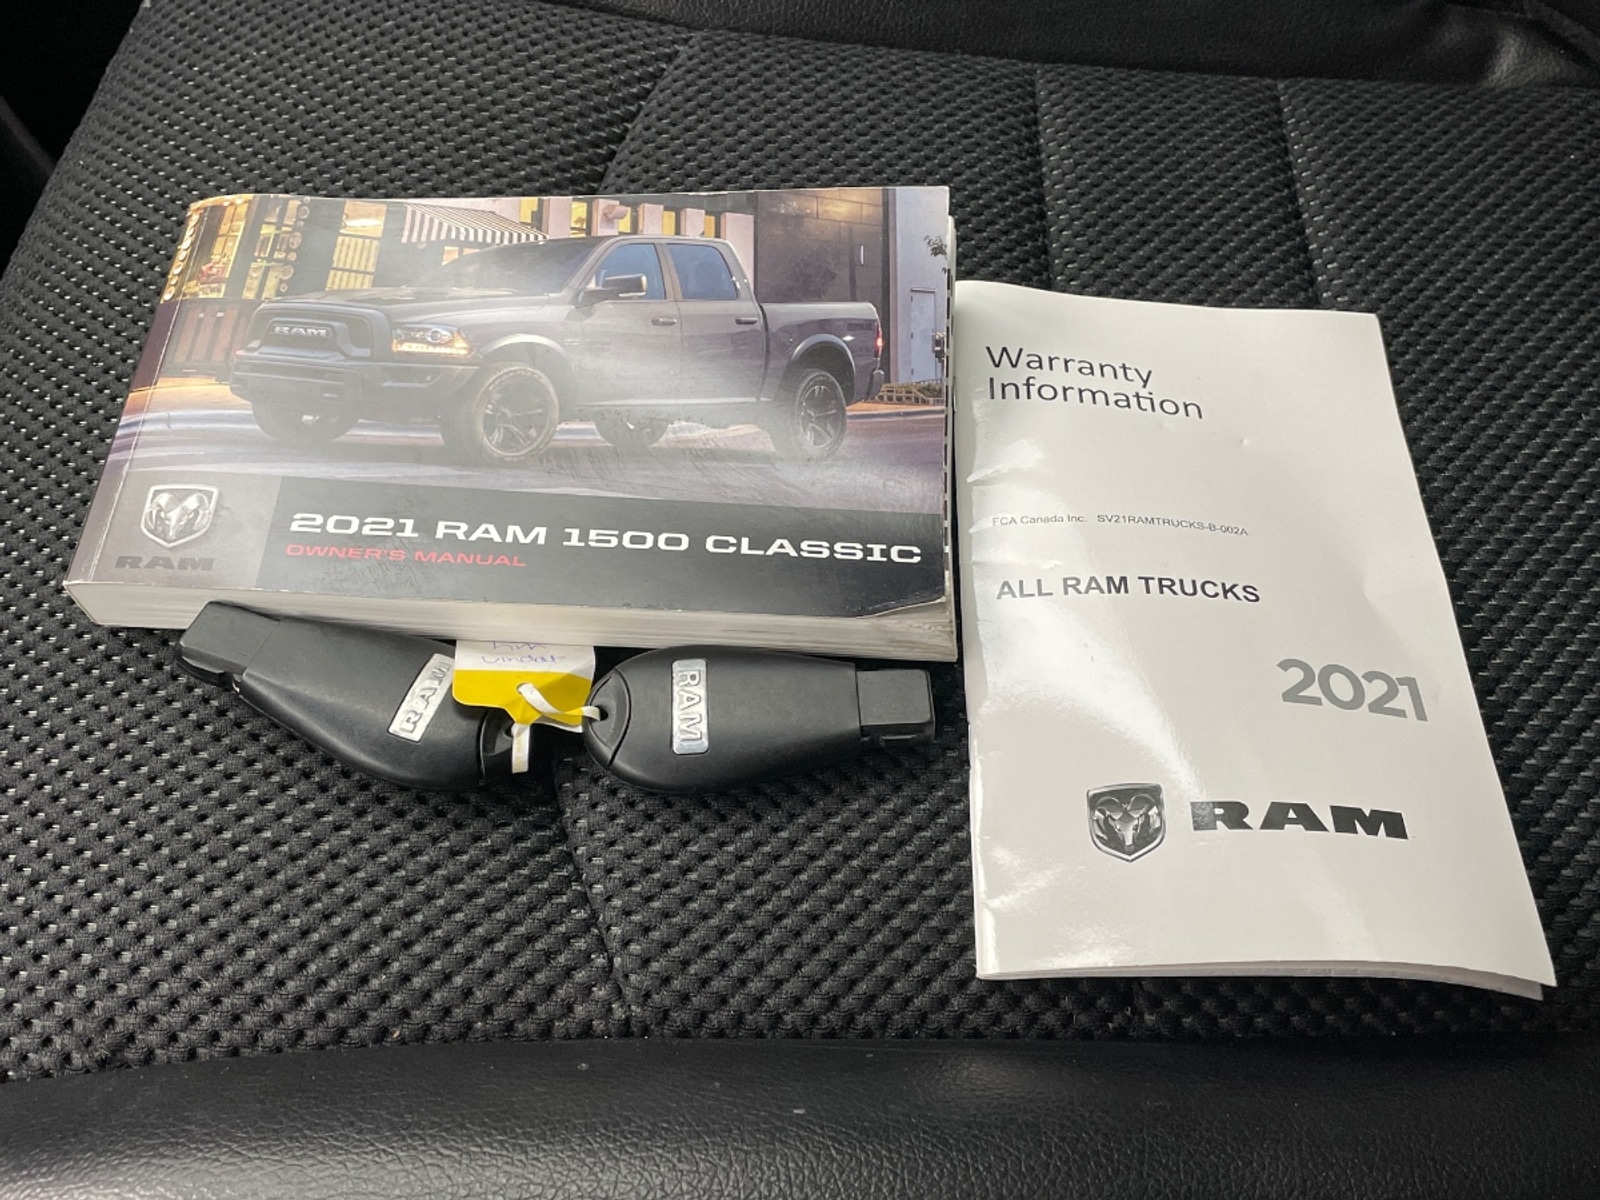 RAM
RAM
2021 RAM 1500 CLASSIC
OWNER'S MANUAL
Warranty
Information
FCA Canada Inc. SV21RAMTRUCKS-B-002A
ALL RAM TRUCKS
2021
RAM
RAM
RAM